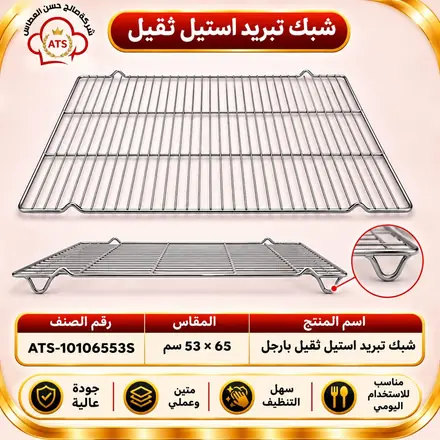 شركة صالح حسن العطاس
ATS
شبك تبريد استيل ثقيل
اسم المنتج
المقاس
رقم الصنف
شبك تبريد استيل ثقيل بارجل
65 × 53 سم
ATS-10106553S
مناسب
للاستخدام
اليومي
سهل
التنظيف
متين
وعملي
جودة
عالية